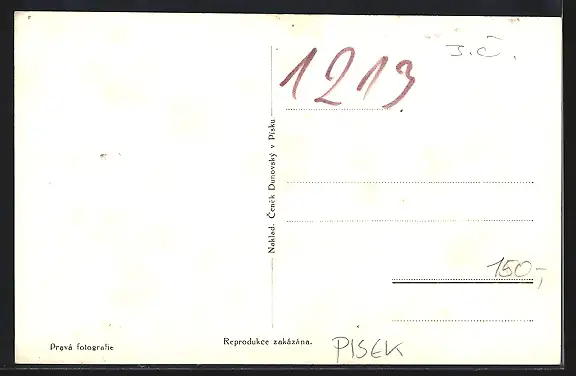 1213
J.Č.
Naklad. Čeněk Dunovský v Písku
150,-
Pravá fotografie
Reprodukce zakázána.
PISEK